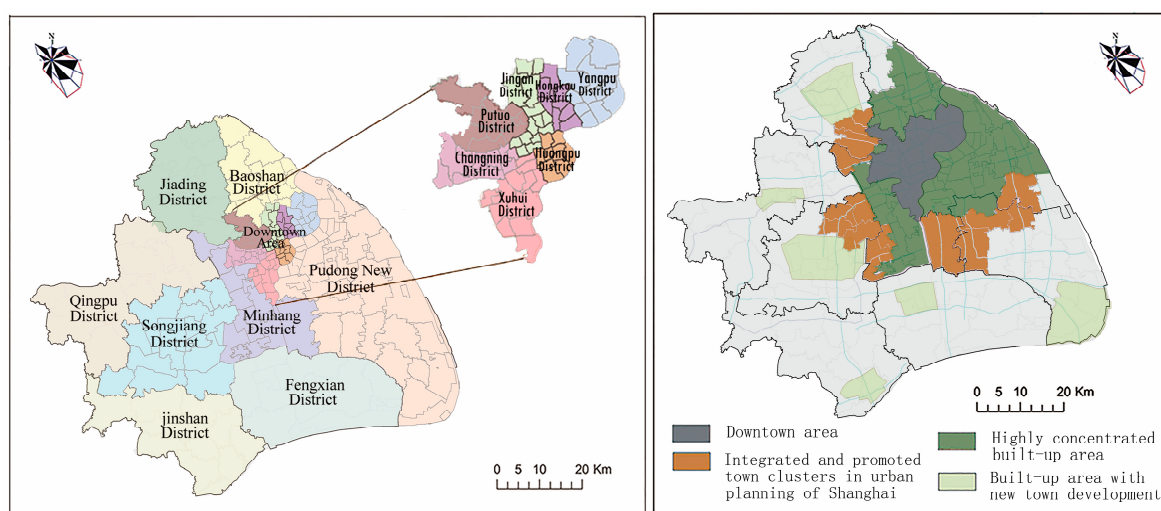 N
Jingan
District
Hongkou
District
Yangpu
District
Putuo
District
Changning
District
Huangpu
District
Xuhui
District
Jiading
District
Baoshan
District
Downtown
Area
Pudong New
District
Qingpu
District
Songjiang
District
Minhang
District
Fengxian
District
jinshan
District
0 5 10 20 Km
N
0 5 10 20 Km
Downtown area
Integrated and promoted
town clusters in urban
planning of Shanghai
Highly concentrated
built-up area
Built-up area with
new town development